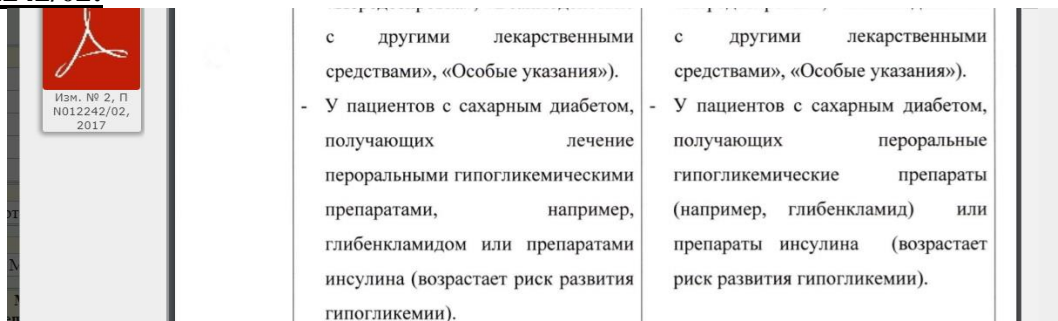 Изм. № 2, П
N012242/02,
2017
с другими лекарственными
средствами», «Особые указания»).
- У пациентов с сахарным диабетом,
получающих лечение
пероральными гипогликемическими
препаратами, например,
глибенкламидом или препаратами
инсулина (возрастает риск развития
гипогликемии).
с другими лекарственными
средствами», «Особые указания»).
- У пациентов с сахарным диабетом,
получающих пероральные
гипогликемические препараты
(например, глибенкламид) или
препараты инсулина (возрастает
риск развития гипогликемии).